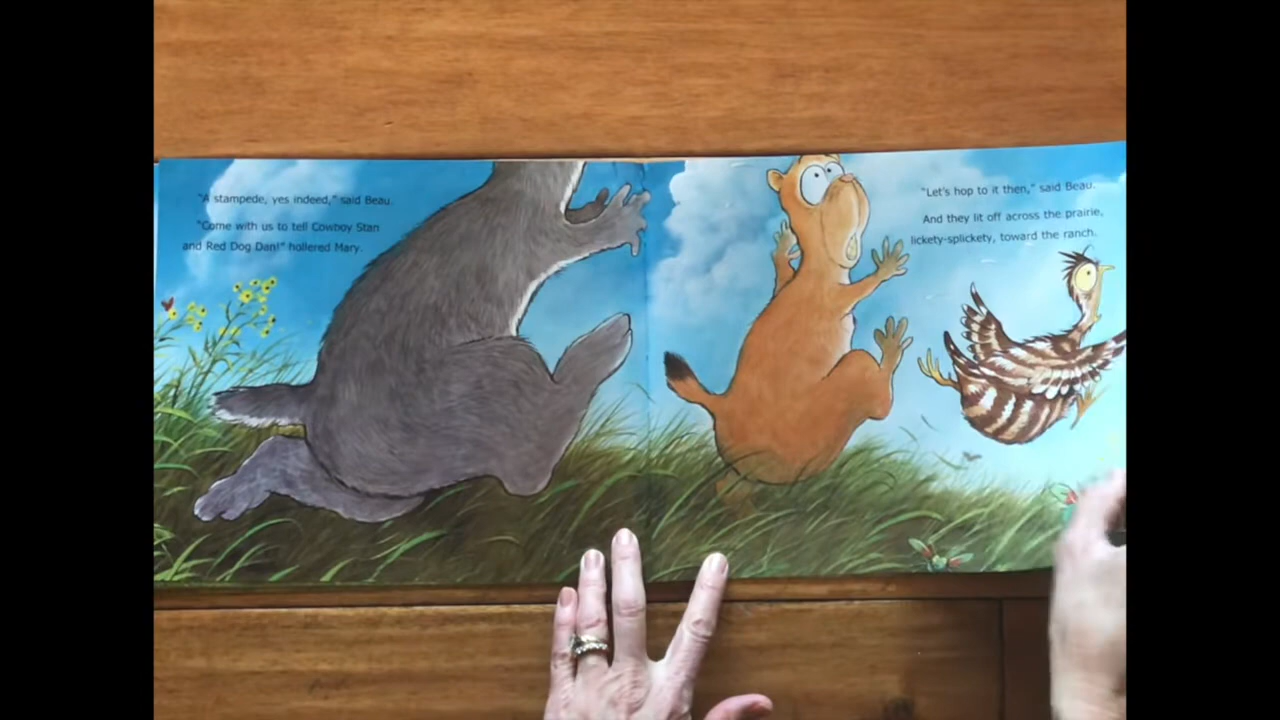 "A stampede, yes indeed," said Beau.
"Come with us to tell Cowboy Stan
and Red Dog Dan!" hollered Mary.
"Let's hop to it then," said Beau.
And they lit off across the prairie,
lickety-splickety, toward the ranch.